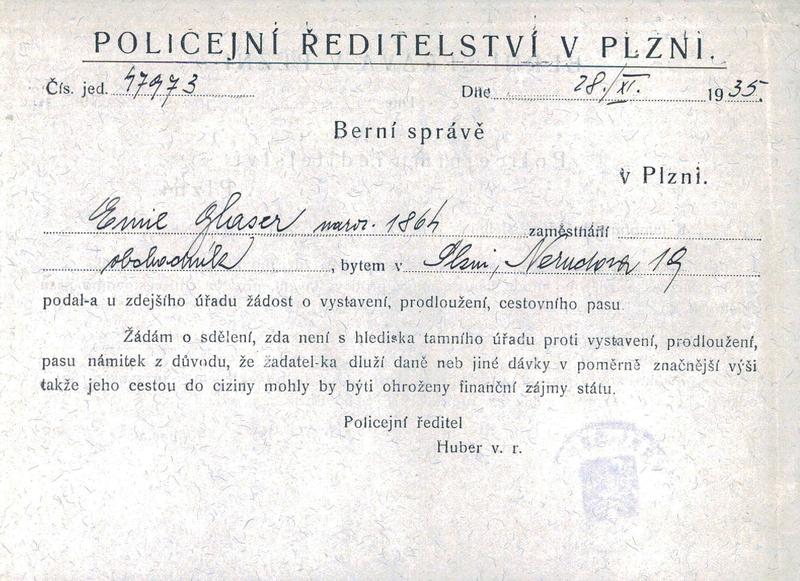 POLICEJNÍ ŘEDITELSTVÍ V PLZNI.
Čís. jed. 47973 Dne 28./XI. 1935.
Berní správě
v Plzni.
Emil Glaser naroz. 1864 zaměstnání
obchodník, bytem v Plzni, Nerudova 19
podal-a u zdejšího úřadu žádost o vystavení, prodloužení, cestovního pasu.
Žádám o sdělení, zda není s hlediska tamního úřadu proti vystavení, prodloužení,
pasu námitek z důvodu, že žadatel-ka dluží daně neb jiné dávky v poměrně značnější výši
takže jeho cestou do ciziny mohly by býti ohroženy finanční zájmy státu.
Policejní ředitel
Huber v. r.